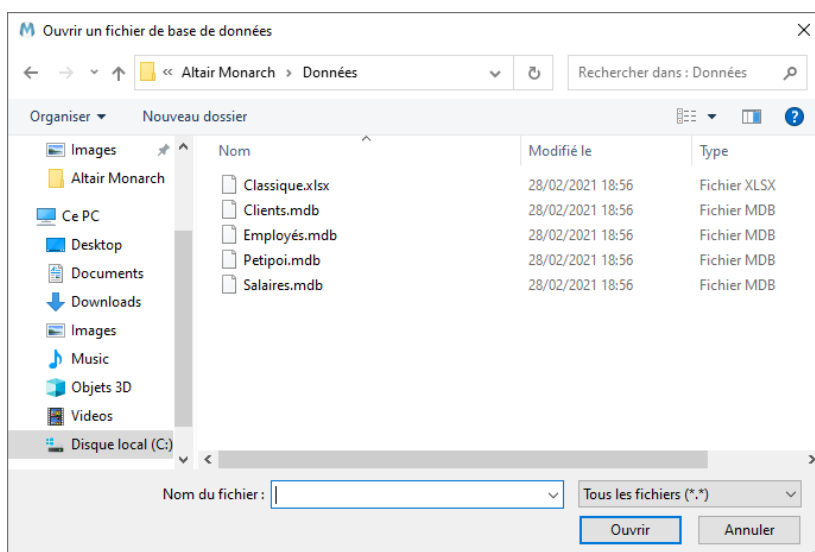 Ouvrir un fichier de base de données
« Altair Monarch › Données
Rechercher dans : Données
Organiser Nouveau dossier
Images
Altair Monarch
Ce PC
Desktop
Documents
Downloads
Images
Music
Objets 3D
Videos
Disque local (C:)
Nom Modifié le Type
Classique.xlsx 28/02/2021 18:56 Fichier XLSX
Clients.mdb 28/02/2021 18:56 Fichier MDB
Employés.mdb 28/02/2021 18:56 Fichier MDB
Petipoi.mdb 28/02/2021 18:56 Fichier MDB
Salaires.mdb 28/02/2021 18:56 Fichier MDB
Nom du fichier : Tous les fichiers (*.*)
Ouvrir Annuler